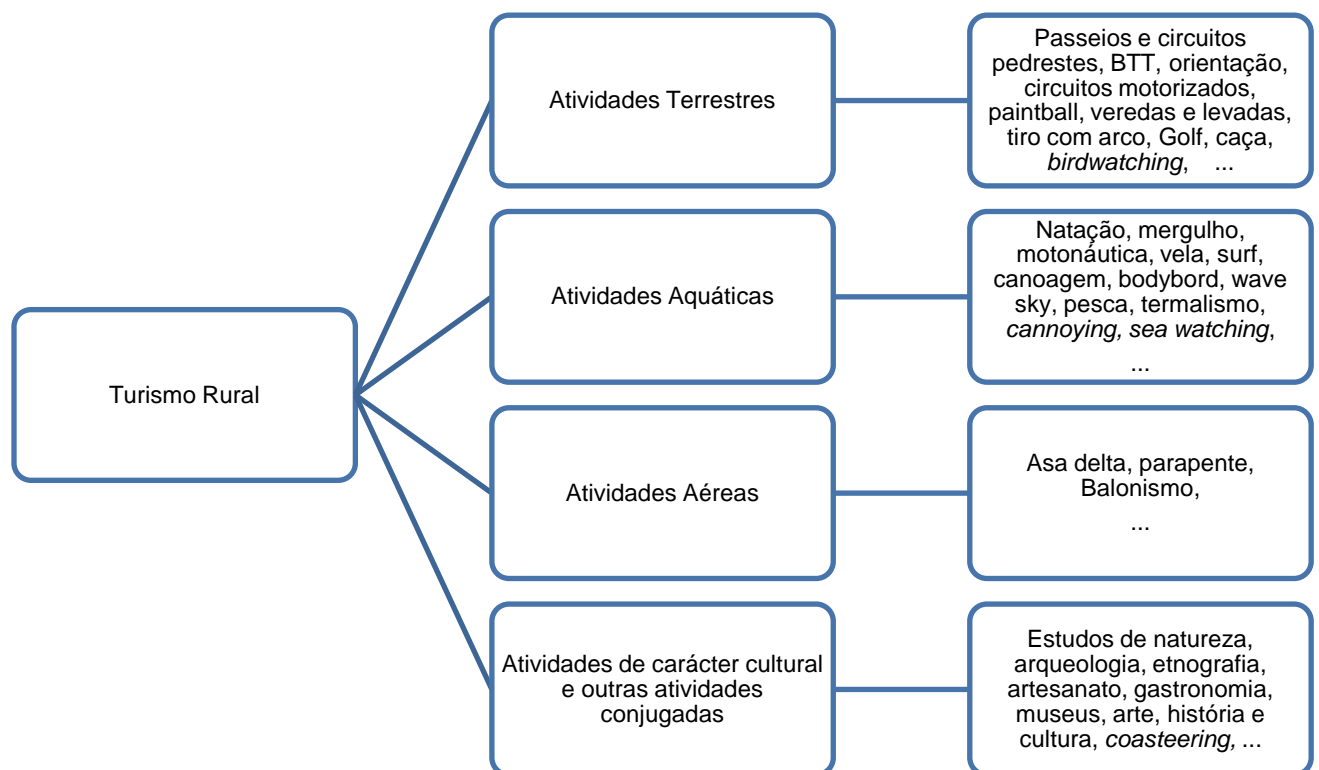 Turismo Rural
Atividades Terrestres
Passeios e circuitos
pedrestes, BTT, orientação,
circuitos motorizados,
paintball, veredas e levadas,
tiro com arco, Golf, caça,
birdwatching, ...
Atividades Aquáticas
Natação, mergulho,
motonáutica, vela, surf,
canoagem, bodybord, wave
sky, pesca, termalismo,
cannoying, sea watching,
...
Atividades Aéreas
Asa delta, parapente,
Balonismo,
...
Atividades de carácter cultural
e outras atividades
conjugadas
Estudos de natureza,
arqueologia, etnografia,
artesanato, gastronomia,
museus, arte, história e
cultura, coasteering, ...